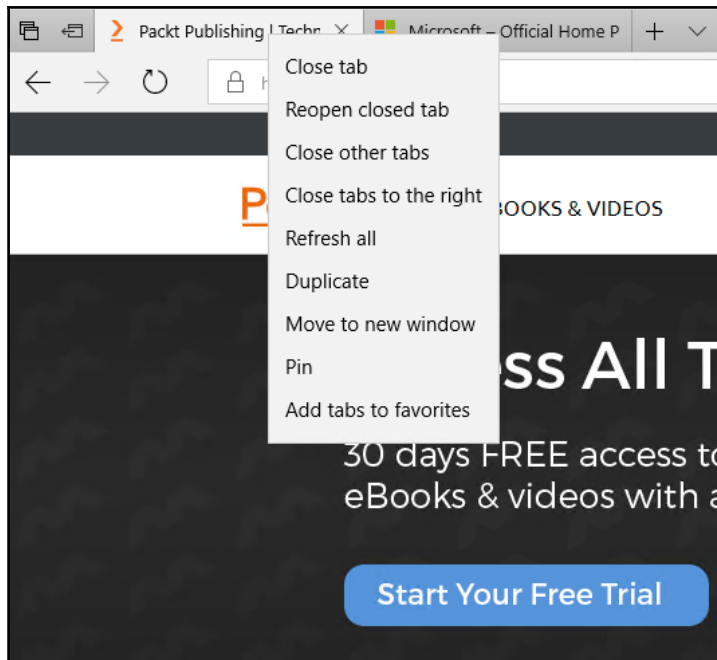 Packt Publishing | Techn
Microsoft – Official Home P
Close tab
Reopen closed tab
Close other tabs
Close tabs to the right
Refresh all
Duplicate
Move to new window
Pin
Add tabs to favorites
OOKS & VIDEOS
ess All T
30 days FREE access to
eBooks & videos with a
Start Your Free Trial